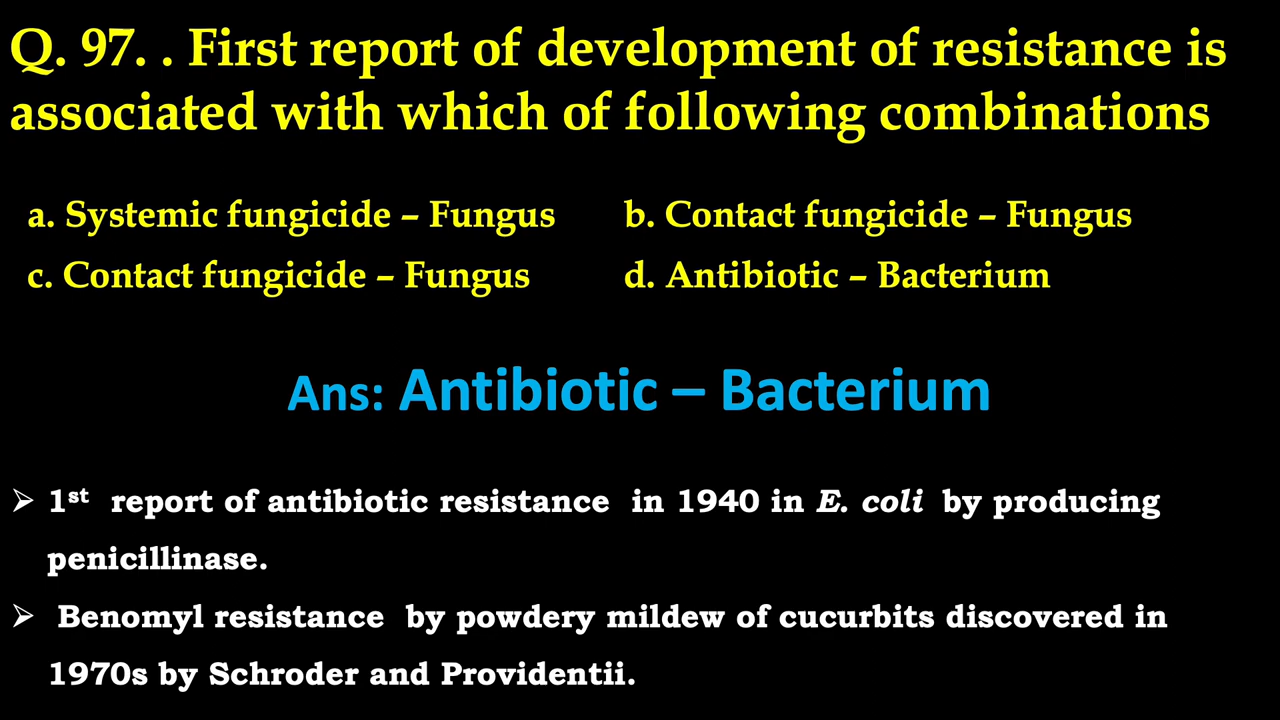 Q. 97. . First report of development of resistance is
associated with which of following combinations
a. Systemic fungicide – Fungus b. Contact fungicide – Fungus
c. Contact fungicide – Fungus d. Antibiotic – Bacterium
Ans: Antibiotic – Bacterium
➢ 1st report of antibiotic resistance in 1940 in E. coli by producing
penicillinase.
➢ Benomyl resistance by powdery mildew of cucurbits discovered in
1970s by Schroder and Providentii.